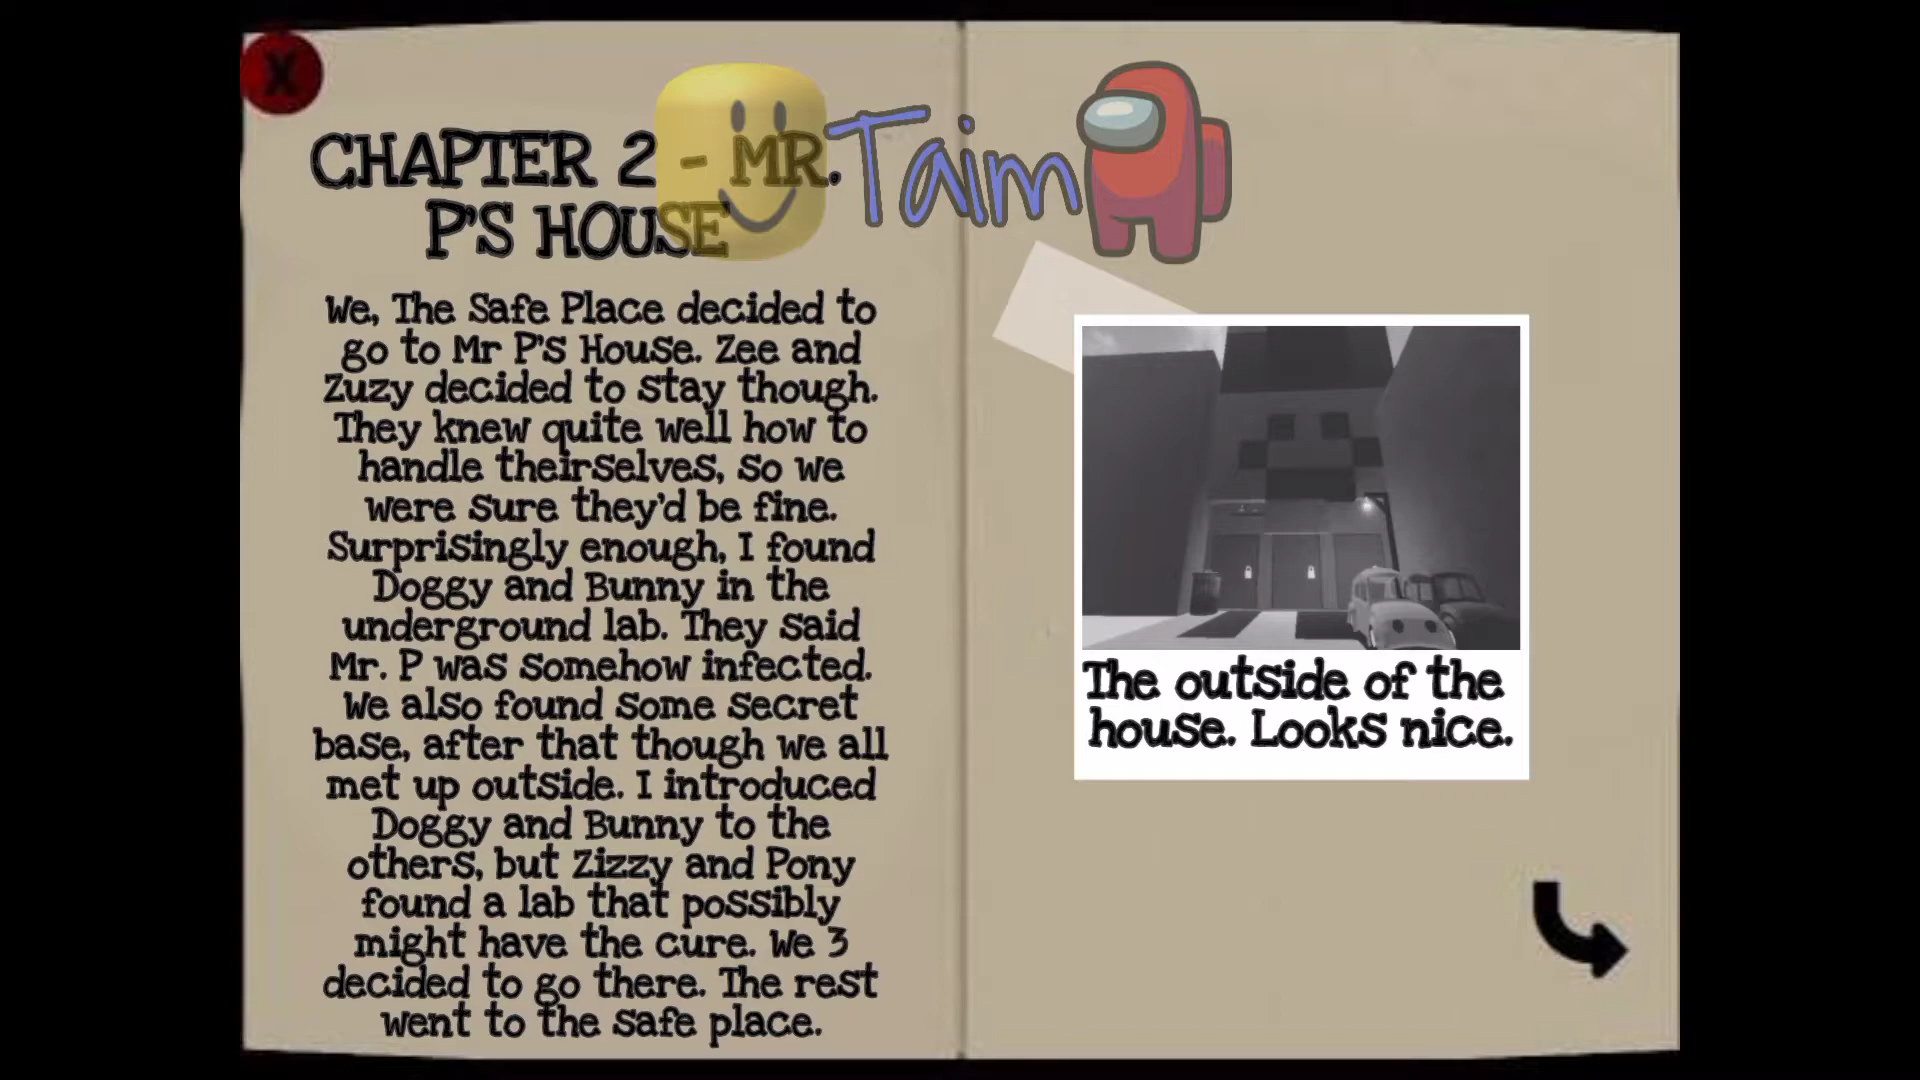 X
CHAPTER 2 - MR.
P'S HOUSE
Taim
We, The Safe Place decided to
go to Mr P's House. Zee and
Zuzy decided to stay though.
They knew quite well how to
handle theirselves, so we
were sure they'd be fine.
Surprisingly enough, I found
Doggy and Bunny in the
underground lab. They said
Mr. P was somehow infected.
We also found some secret
base, after that though we all
met up outside. I introduced
Doggy and Bunny to the
others, but Zizzy and Pony
found a lab that possibly
might have the cure. We 3
decided to go there. The rest
went to the safe place.
The outside of the
house. Looks nice.